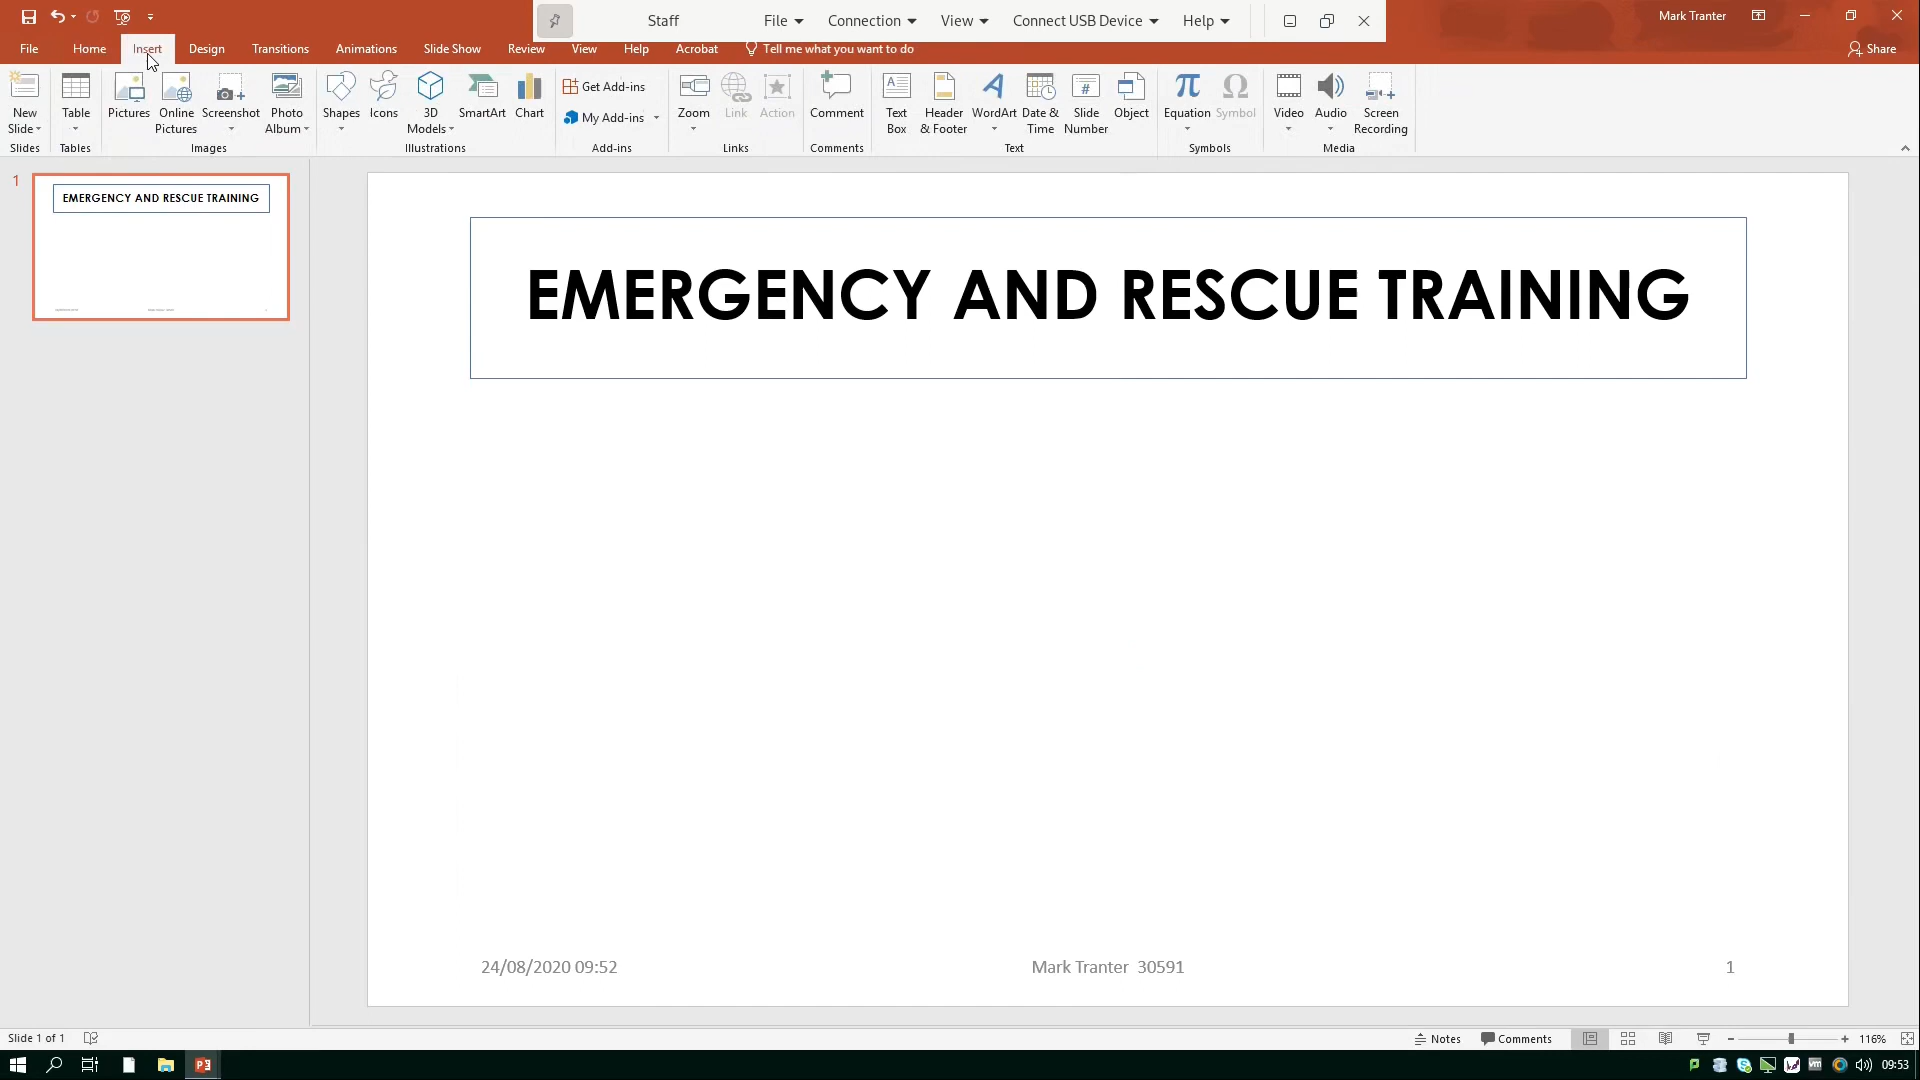 Staff File Connection View Connect USB Device Help Mark Tranter
File Home Insert Design Transitions Animations Slide Show Review View Help Acrobat Tell me what you want to do Share
New Slide
Table
Pictures
Online Pictures
Screenshot
Photo Album
Shapes
Icons
3D Models
SmartArt
Chart
Get Add-ins
My Add-ins
Zoom
Link
Action
Comment
Text Box
Header & Footer
WordArt
Date & Time
Slide Number
Object
Equation
Symbol
Video
Audio
Screen Recording
Slides Tables Images Illustrations Add-ins Links Comments Text Symbols Media
1
EMERGENCY AND RESCUE TRAINING
EMERGENCY AND RESCUE TRAINING
24/08/2020 09:52 Mark Tranter 30591 1
Slide 1 of 1 Notes Comments 116%
09:53